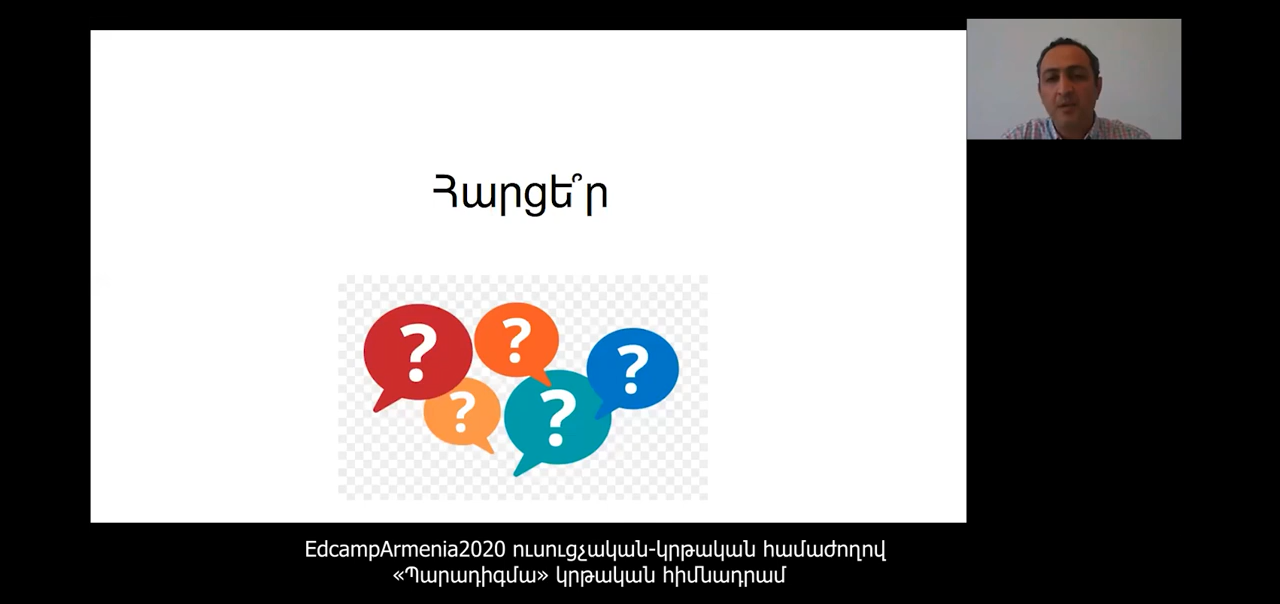 Հարցե՞ր
? ? ?
? ?
EdcampArmenia2020 ուսուցչական-կրթական համաժողով
«Պարադիգմա» կրթական հիմնադրամ